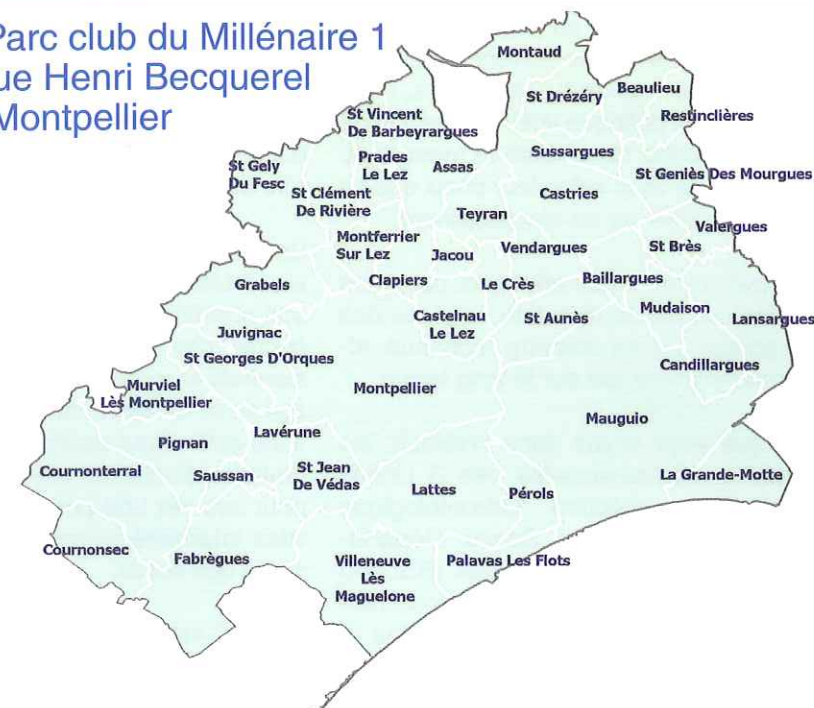 Parc club du Millénaire 1
ue Henri Becquerel
Montpellier
Montaud
St Drézéry
Beaulieu
Restinclières
St Vincent
De Barbeyrargues
Prades
Le Lez
Assas
Sussargues
St Gely
Du Fesc
St Clément
De Rivière
St Geniès Des Mourgues
Castries
Teyran
Valergues
Montferrier
Sur Lez
Jacou
Vendargues
St Brès
Grabels
Clapiers
Le Crès
Baillargues
Castelnau
Le Lez
St Aunès
Mudaison
Lansargues
Juvignac
St Georges D'Orques
Candillargues
Murviel
Lès Montpellier
Montpellier
Mauguio
Pignan
Lavérune
Cournonterral
Saussan
St Jean
De Védas
Lattes
Pérols
La Grande-Motte
Cournonsec
Fabrègues
Villeneuve
Lès
Maguelone
Palavas Les Flots